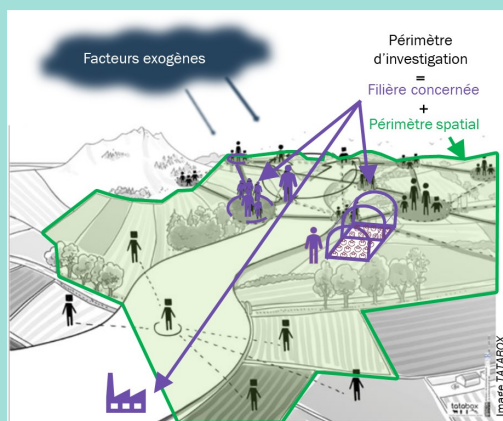 Facteurs exogènes
Périmètre
d'investigation
=
Filière concernée
+
Périmètre spatial
Image TATABOX
tatabox